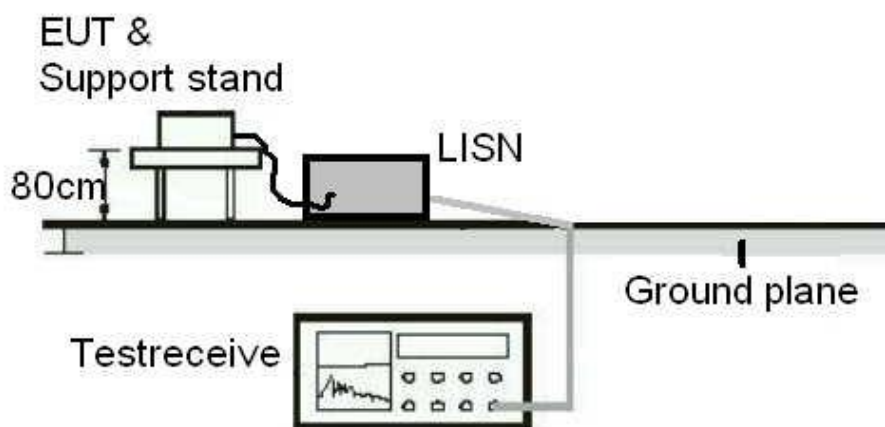 EUT &
Support stand
LISN
80cm
Ground plane
Testreceive